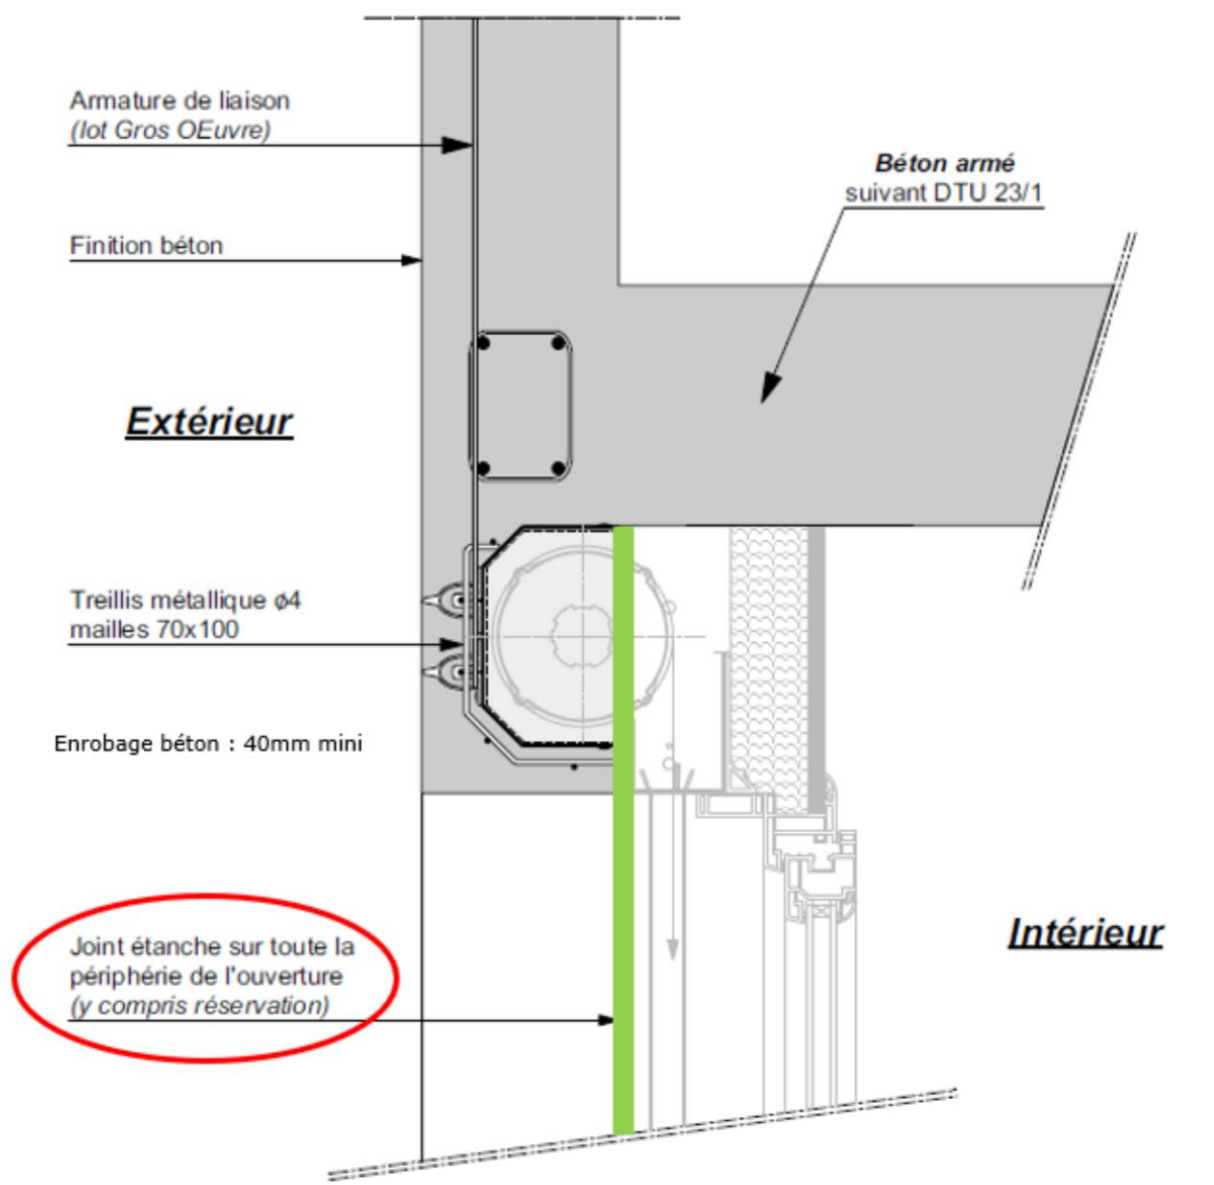 Armature de liaison
(lot Gros OEuvre)
Béton armé
suivant DTU 23/1
Finition béton
Extérieur
Treillis métallique ø4
mailles 70x100
Enrobage béton : 40mm mini
Joint étanche sur toute la
périphérie de l'ouverture
(y compris réservation)
Intérieur